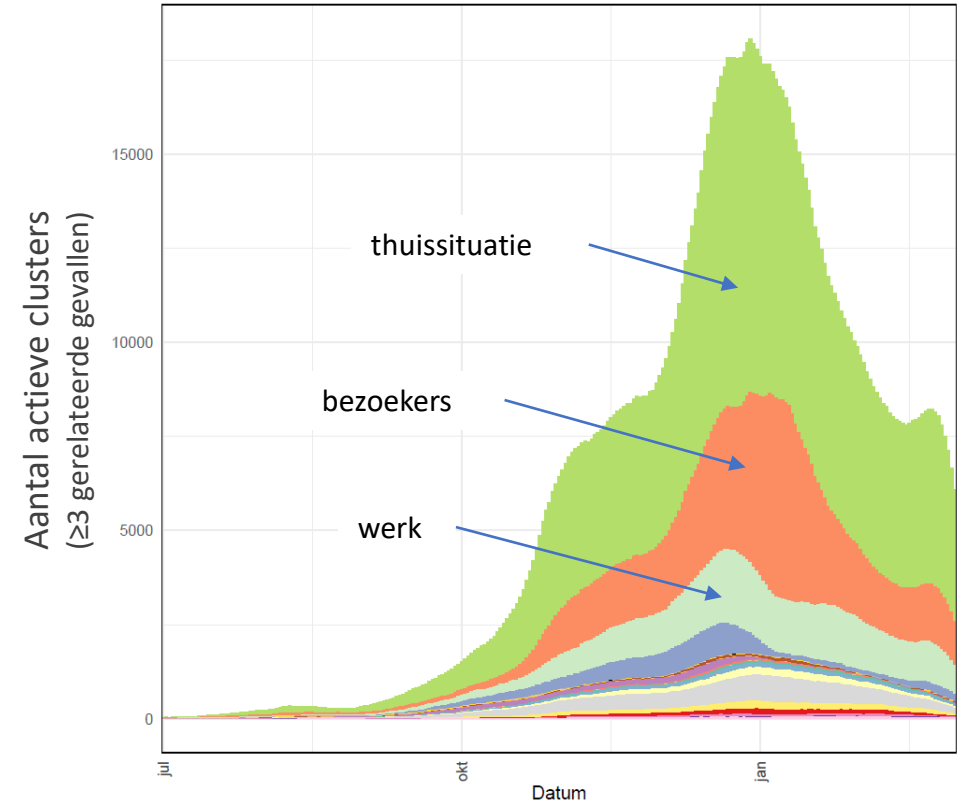 Aantal actieve clusters
(≥3 gerelateerde gevallen)
15000
10000
5000
0
thuissituatie
bezoekers
werk
jul
okt
jan
Datum